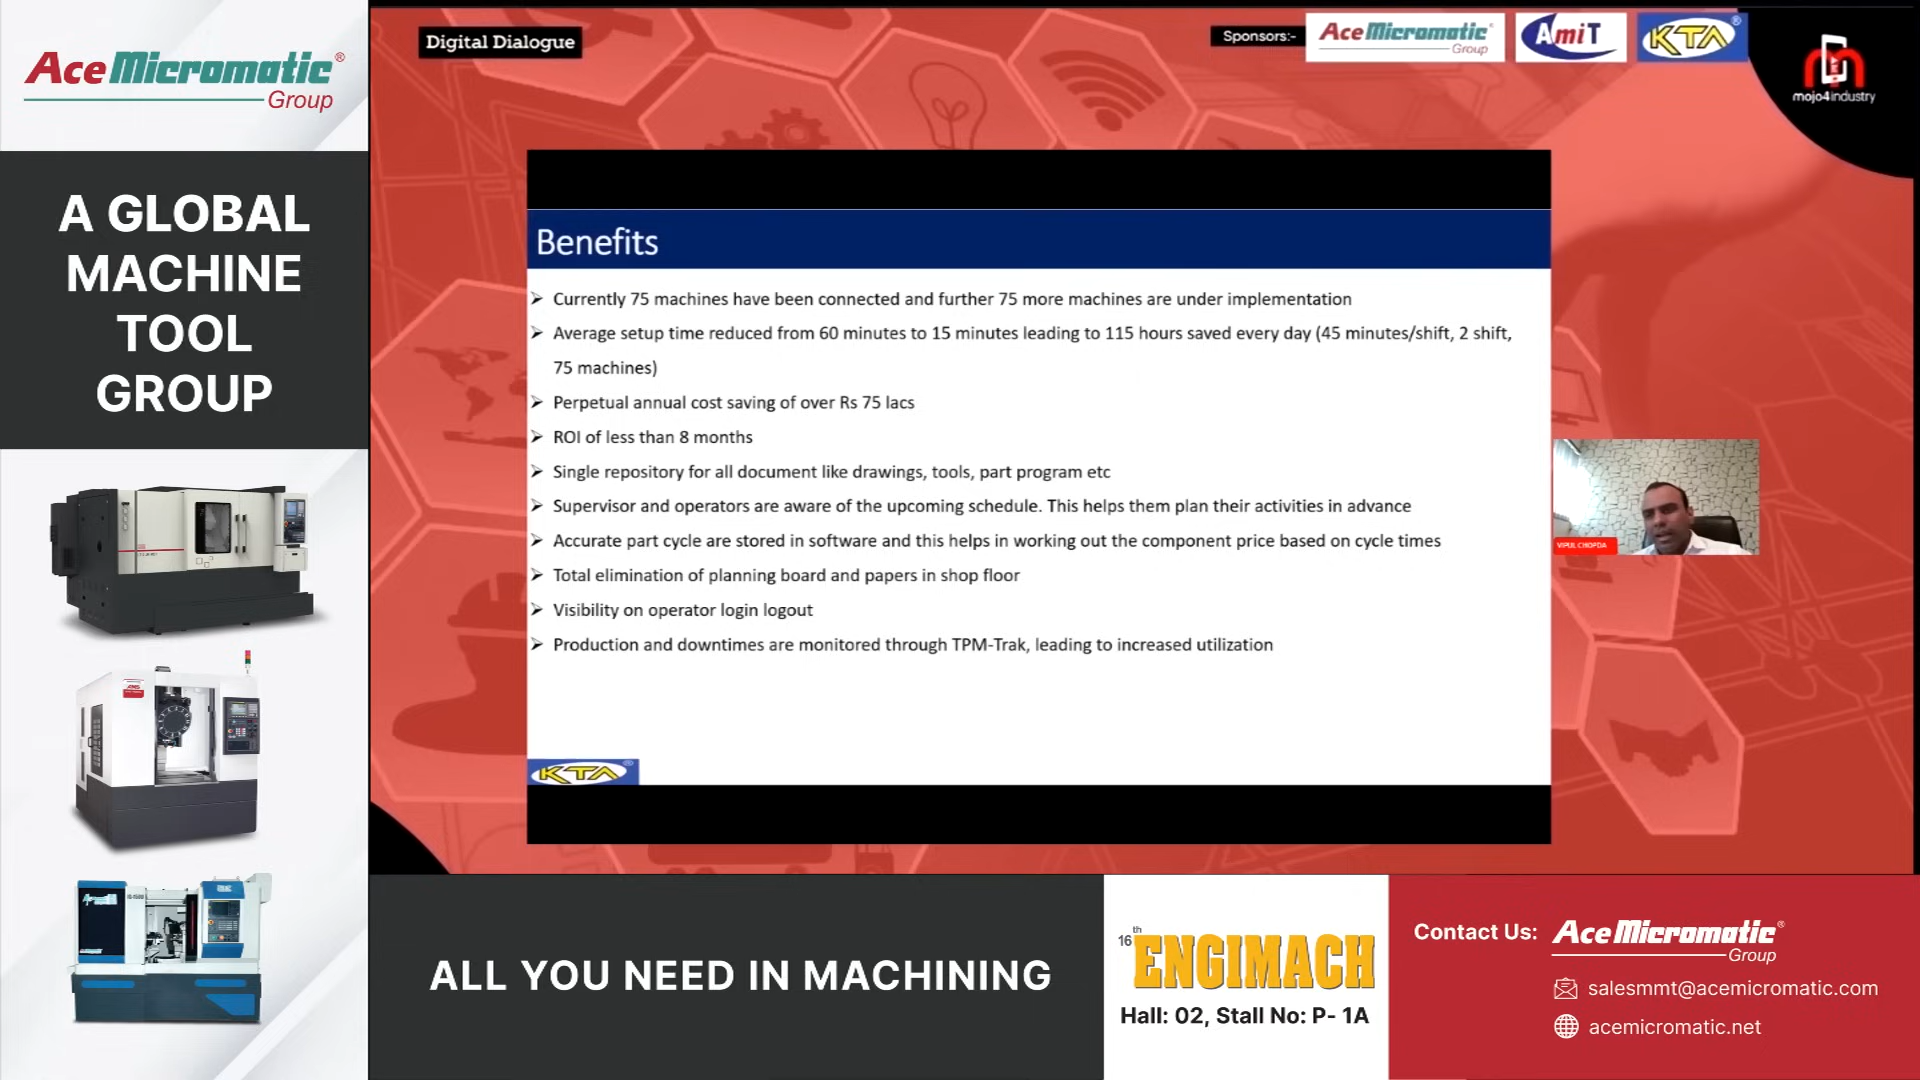 AceMicromatic®
Group
A GLOBAL
MACHINE
TOOL
GROUP
Digital Dialogue
Sponsors:-
AceMicromatic
Group
AmiT
KTA®
mojo4industry
Benefits
➢ Currently 75 machines have been connected and further 75 more machines are under implementation
➢ Average setup time reduced from 60 minutes to 15 minutes leading to 115 hours saved every day (45 minutes/shift, 2 shift,
75 machines)
➢ Perpetual annual cost saving of over Rs 75 lacs
➢ ROI of less than 8 months
➢ Single repository for all document like drawings, tools, part program etc
➢ Supervisor and operators are aware of the upcoming schedule. This helps them plan their activities in advance
➢ Accurate part cycle are stored in software and this helps in working out the component price based on cycle times
➢ Total elimination of planning board and papers in shop floor
➢ Visibility on operator login logout
➢ Production and downtimes are monitored through TPM-Trak, leading to increased utilization
KTA®
VIPUL CHOPDA
ALL YOU NEED IN MACHINING
16th ENGIMACH
Hall: 02, Stall No: P- 1A
Contact Us:
AceMicromatic®
Group
salesmmt@acemicromatic.com
acemicromatic.net